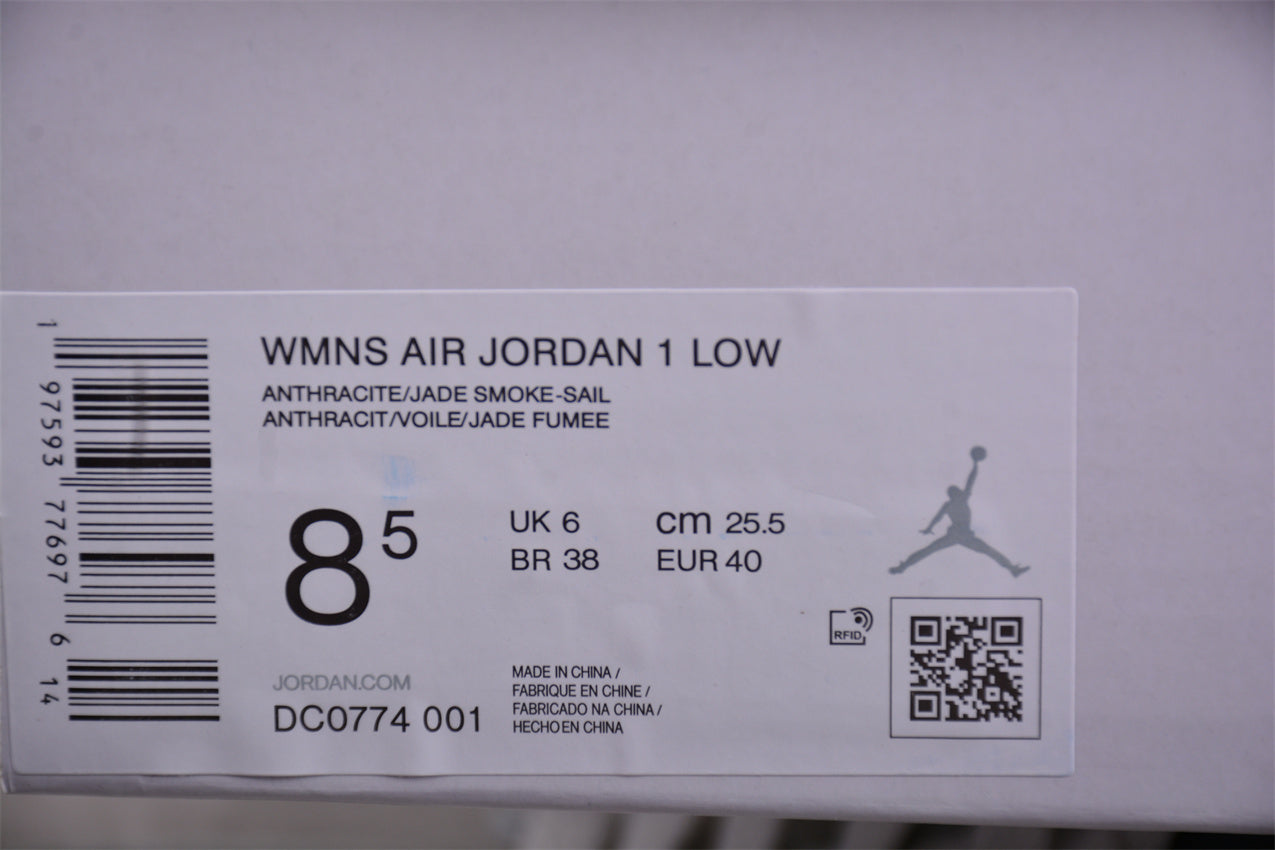 WMNS AIR JORDAN 1 LOW
ANTHRACITE/JADE SMOKE-SAIL
ANTHRACIT/VOILE/JADE FUMEE
8 5
UK 6
BR 38
cm 25.5
EUR 40
RFID
JORDAN.COM
DC0774 001
MADE IN CHINA /
FABRIQUE EN CHINE /
FABRICADO NA CHINA /
HECHO EN CHINA
1 97593 77697 6 14